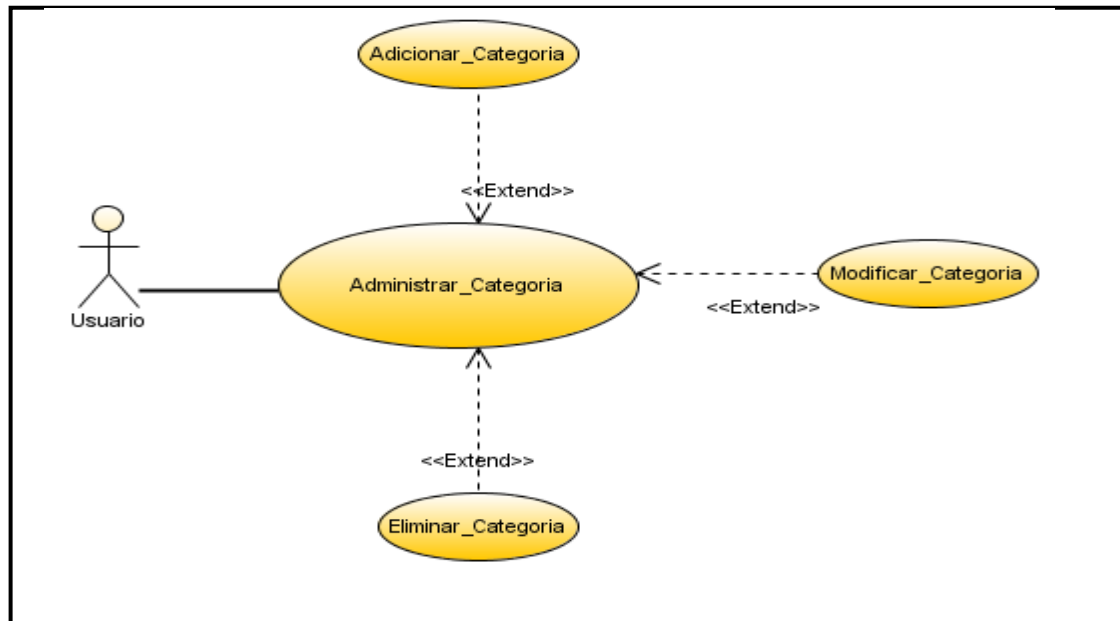 Adicionar_Categoria
<<Extend>>
Administrar_Categoria
Modificar_Categoria
<<Extend>>
Usuario
<<Extend>>
Eliminar_Categoria